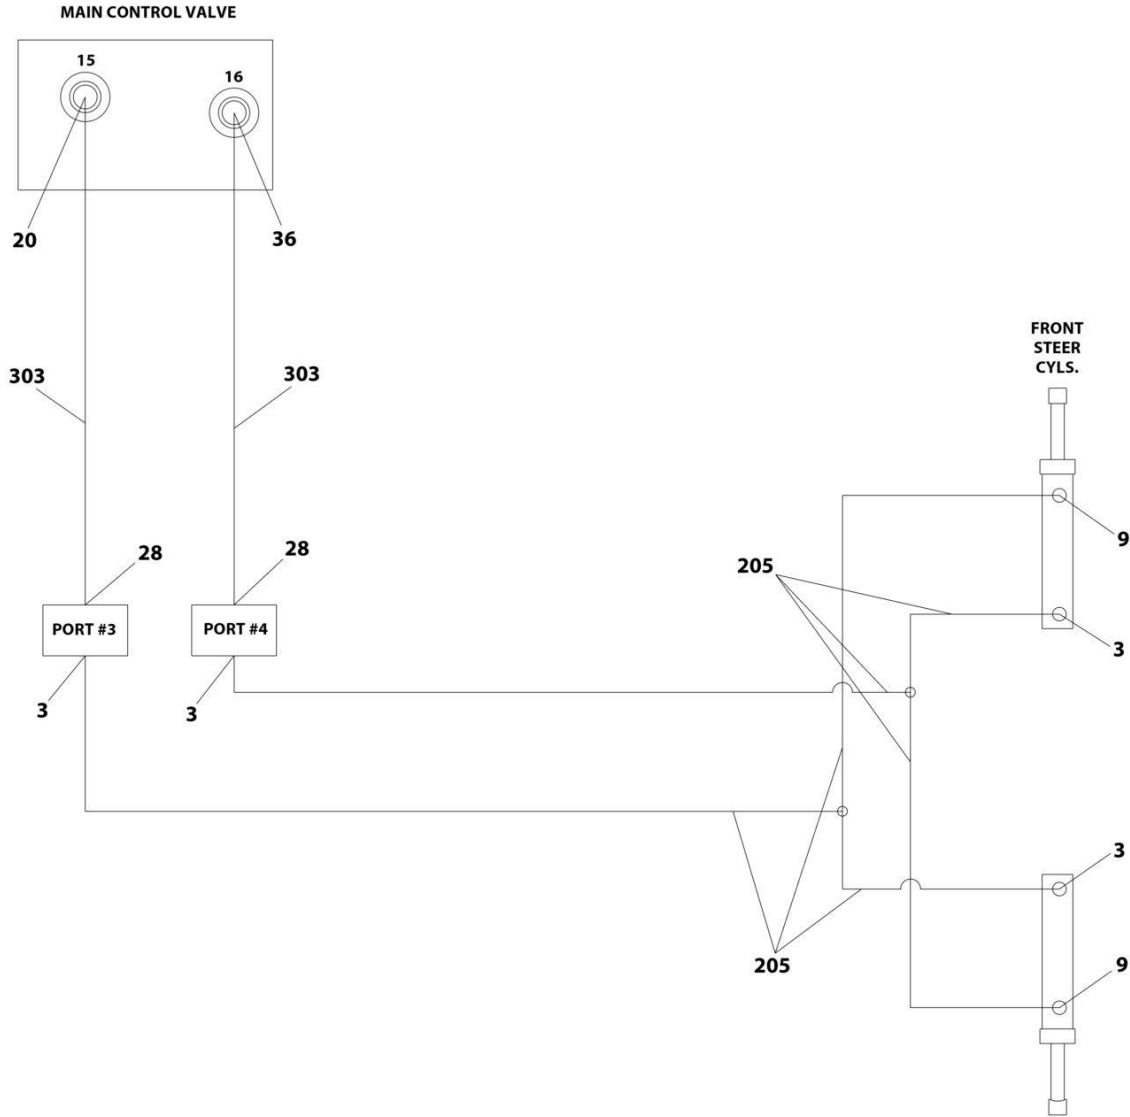 MAIN CONTROL VALVE
15
16
20
36
FRONT
STEER
CYLS.
303
303
9
28
28
205
PORT #3
PORT #4
3
3
3
3
9
205